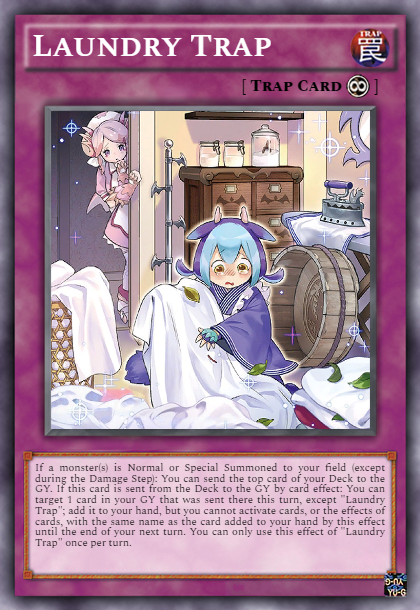 Laundry Trap
TRAP
罠
[ Trap Card ]
If a monster(s) is Normal or Special Summoned to your field (except
during the Damage Step): You can send the top card of your Deck to the
GY. If this card is sent from the Deck to the GY by card effect: You can
target 1 card in your GY that was sent there this turn, except "Laundry
Trap"; add it to your hand, but you cannot activate cards, or the effects of
cards, with the same name as the card added to your hand by this effect
until the end of your next turn. You can only use this effect of "Laundry
Trap" once per turn.
YU-G